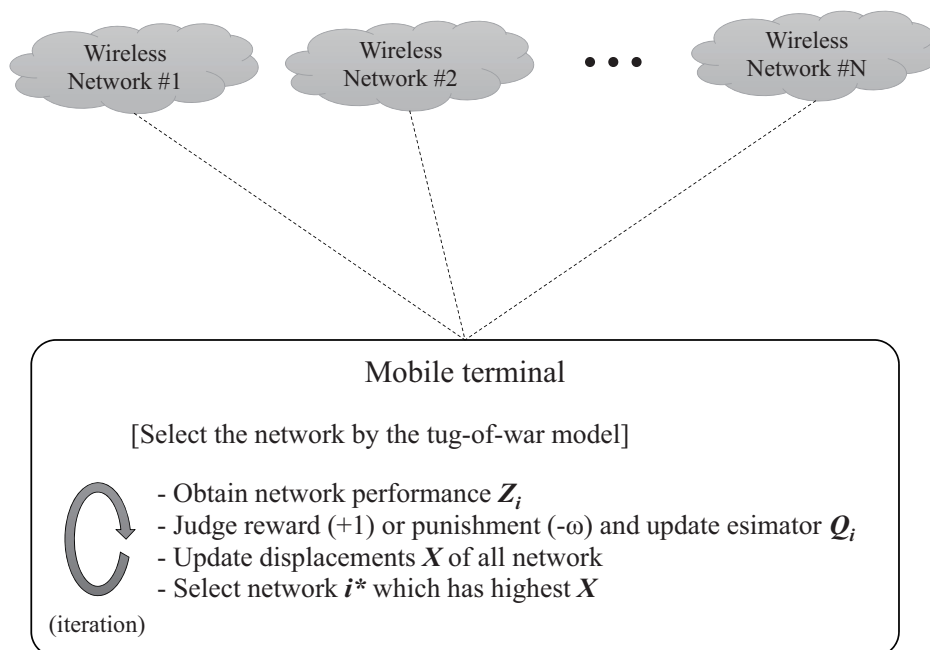 Wireless
Network #1
Wireless
Network #2
• • •
Wireless
Network #N
Mobile terminal
[Select the network by the tug-of-war model]
- Obtain network performance Z_i
- Judge reward (+1) or punishment (-ω) and update esimator Q_i
- Update displacements X of all network
- Select network i* which has highest X
(iteration)